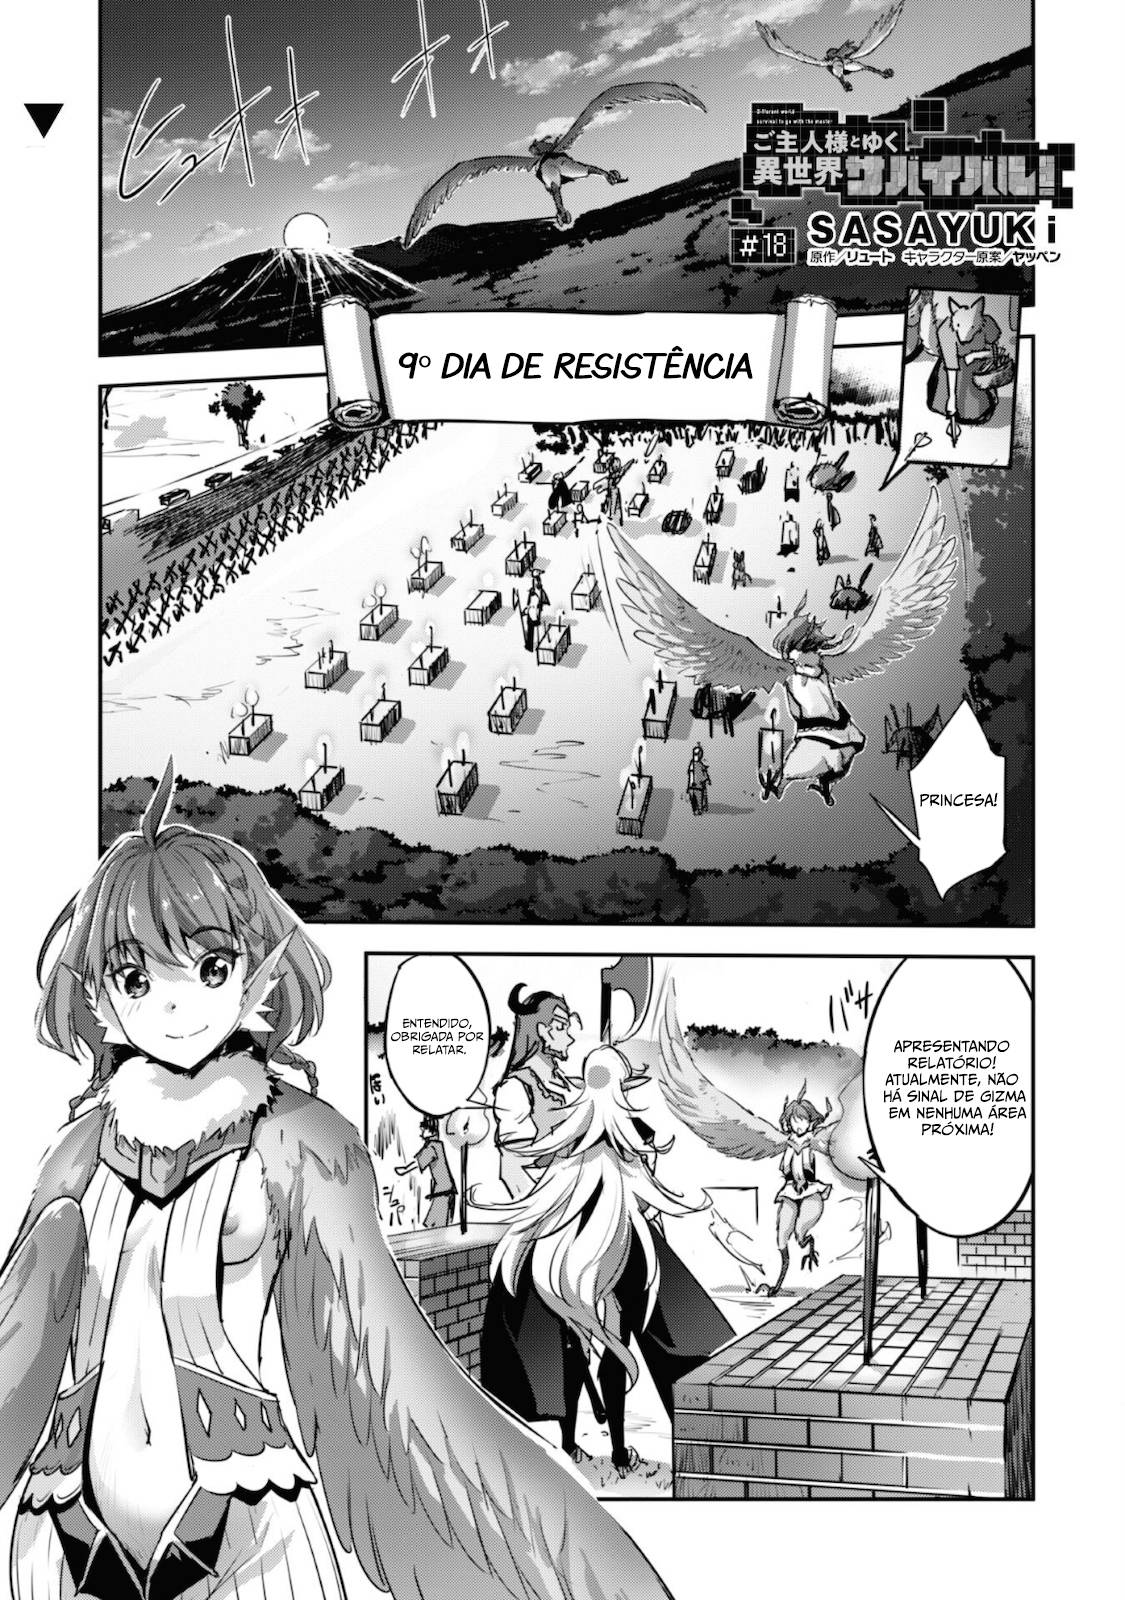 ビュオオオオ
Different world
survival to go with the master
ご主人様とゆく
異世界サバイバル!
#18
SASAYUKi
原作/リュート キャラクター原案/ヤッペン
9º DIA DE RESISTÊNCIA
PRINCESA!
APRESENTANDO
RELATÓRIO!
ATUALMENTE, NÃO
HÁ SINAL DE GIZMA
EM NENHUMA ÁREA
PRÓXIMA!
ENTENDIDO,
OBRIGADA POR
RELATAR.